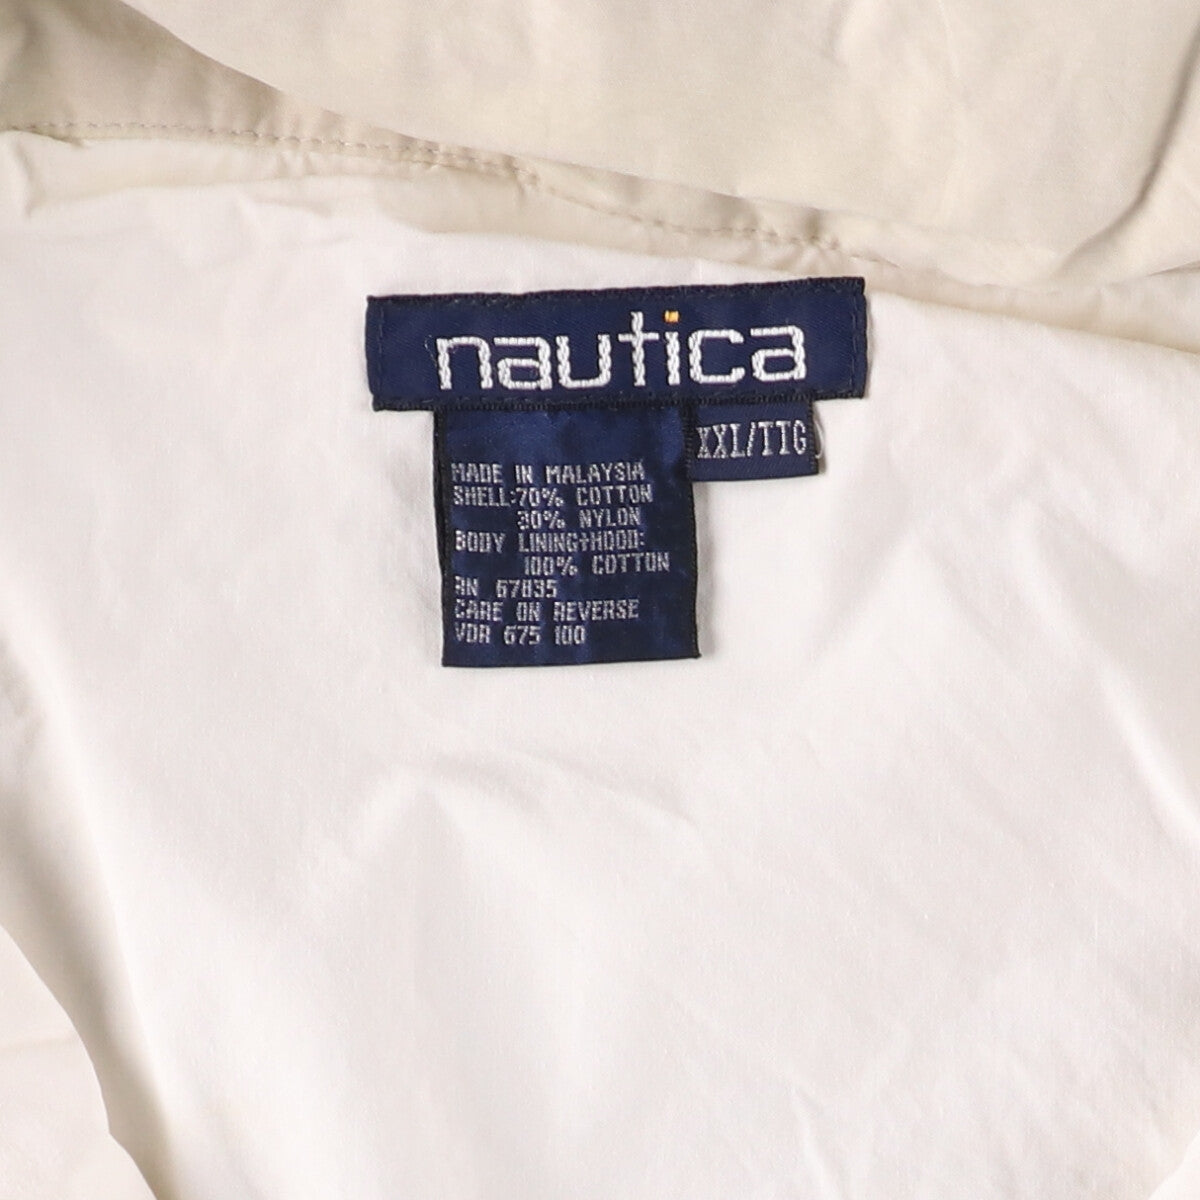 nautica
XXL/TTG
MADE IN MALAYSIA
SHELL:70% COTTON
30% NYLON
BODY LINING+HOOD:
100% COTTON
RN 67835
CARE ON REVERSE
VDR 675 100